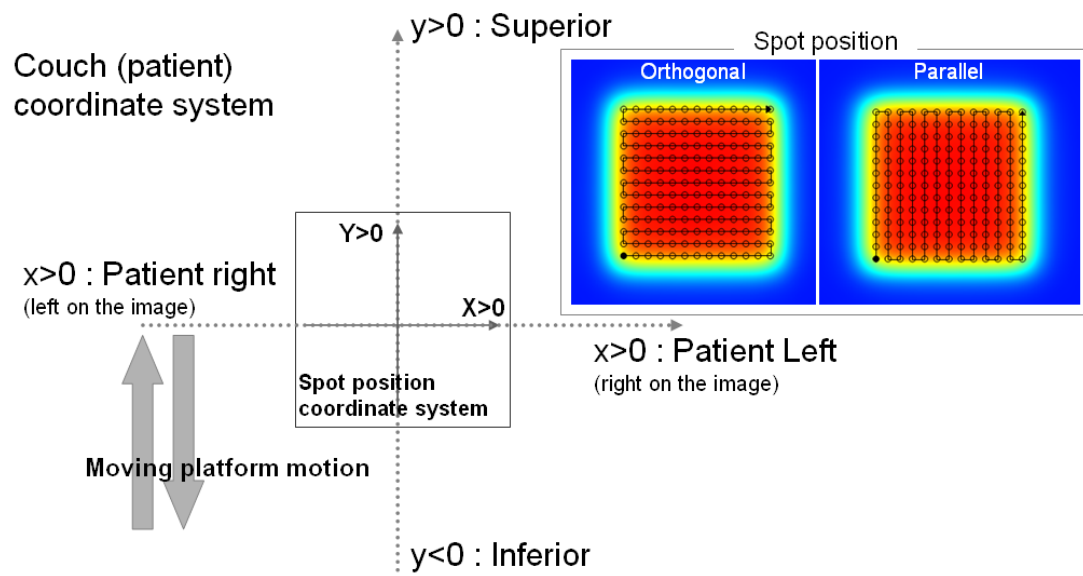 Couch (patient)
coordinate system
y>0 : Superior
Spot position
Orthogonal
Parallel
Y>0
X>0
x>0 : Patient right
(left on the image)
x>0 : Patient Left
(right on the image)
Spot position
coordinate system
Moving platform motion
y<0 : Inferior